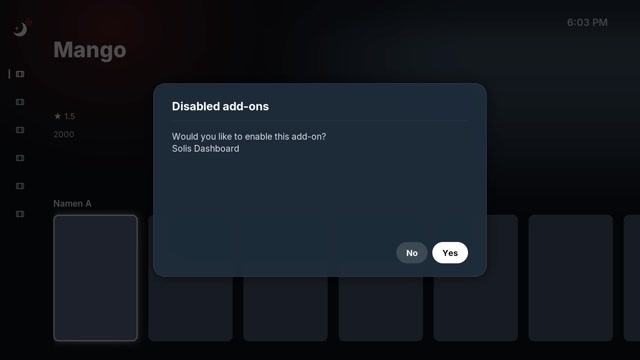 6:03 PM
Mango
★ 1.5
2000
Namen A
Disabled add-ons
Would you like to enable this add-on?
Solis Dashboard
No
Yes